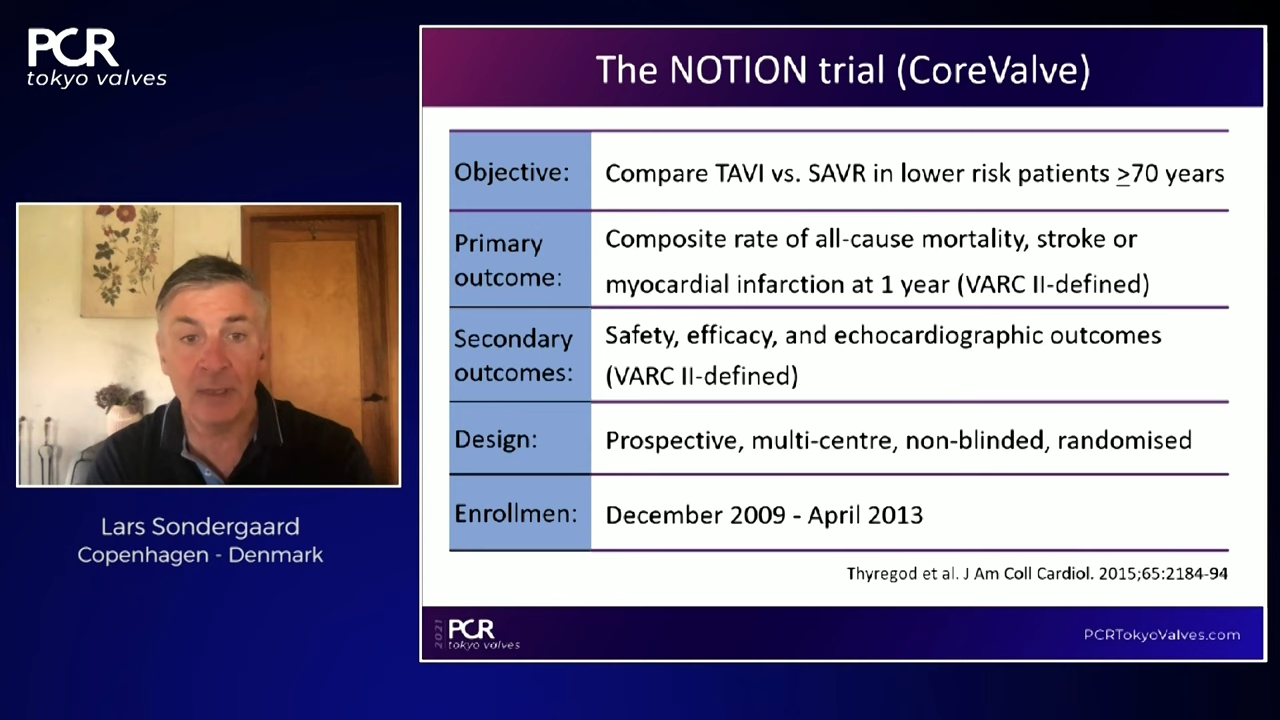 PCR
tokyo valves
Lars Sondergaard
Copenhagen - Denmark
The NOTION trial (CoreValve)
Objective:
Compare TAVI vs. SAVR in lower risk patients ≥70 years
Primary
outcome:
Composite rate of all-cause mortality, stroke or
myocardial infarction at 1 year (VARC II-defined)
Secondary
outcomes:
Safety, efficacy, and echocardiographic outcomes
(VARC II-defined)
Design:
Prospective, multi-centre, non-blinded, randomised
Enrollmen:
December 2009 - April 2013
Thyregod et al. J Am Coll Cardiol. 2015;65:2184-94
2021
PCR
tokyo valves
PCRTokyoValves.com